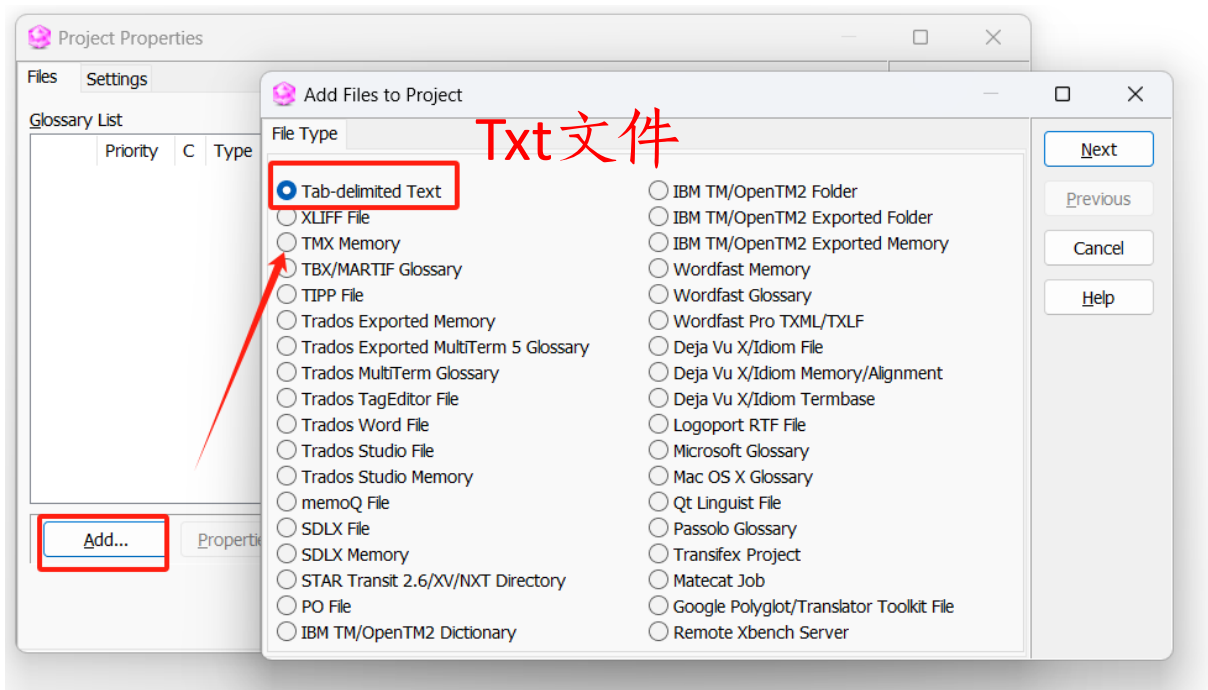 Project Properties
Files
Settings
Glossary List
Priority
C
Type
Add...
Add Files to Project
Txt文件
File Type
Tab-delimited Text
XLIFF File
TMX Memory
TBX/MARTIF Glossary
TIPP File
Trados Exported Memory
Trados Exported MultiTerm 5 Glossary
Trados MultiTerm Glossary
Trados TagEditor File
Trados Word File
Trados Studio File
Trados Studio Memory
memoQ File
SDLX File
SDLX Memory
STAR Transit 2.6/XV/NXT Directory
PO File
IBM TM/OpenTM2 Dictionary
IBM TM/OpenTM2 Folder
IBM TM/OpenTM2 Exported Folder
IBM TM/OpenTM2 Exported Memory
Wordfast Memory
Wordfast Glossary
Wordfast Pro TXML/TXLF
Deja Vu X/Idiom File
Deja Vu X/Idiom Memory/Alignment
Deja Vu X/Idiom Termbase
Logoport RTF File
Microsoft Glossary
Mac OS X Glossary
Qt Linguist File
Passolo Glossary
Transifex Project
Matecat Job
Google Polyglot/Translator Toolkit File
Remote Xbench Server
Next
Previous
Cancel
Help